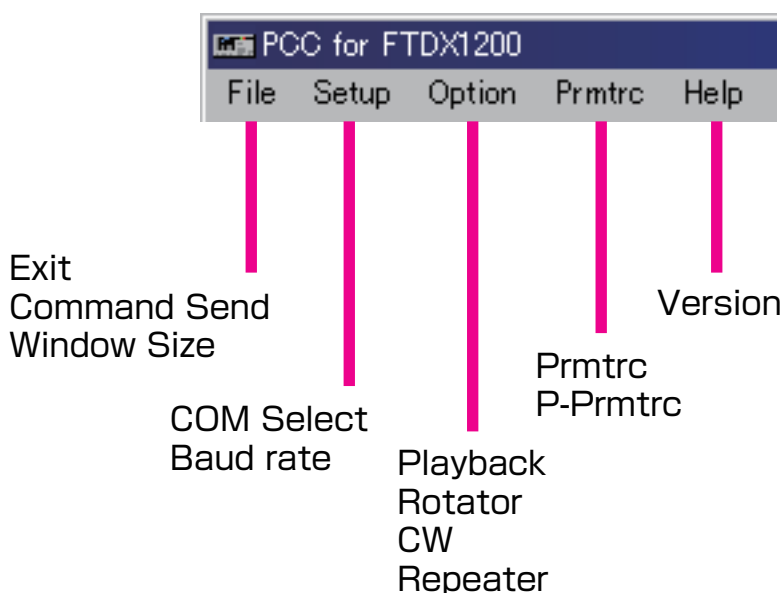 PCC for FTDX1200
File Setup Option Prmtrc Help
Exit
Command Send
Window Size
COM Select
Baud rate
Playback
Rotator
CW
Repeater
Prmtrc
P-Prmtrc
Version